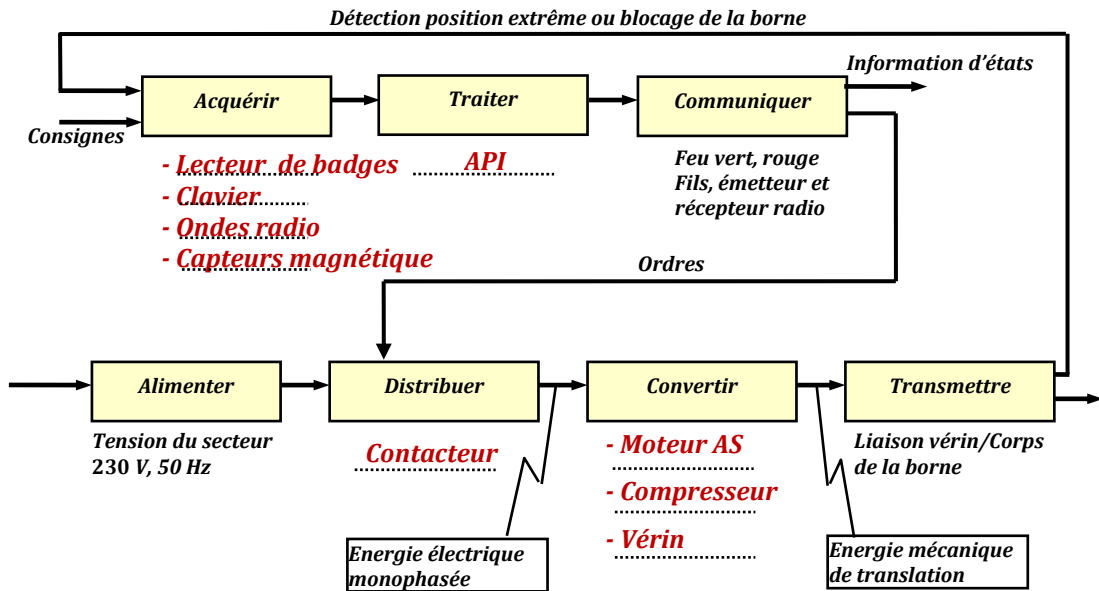 Détection position extrême ou blocage de la borne
Information d'états
Acquérir
Traiter
Communiquer
Consignes
- Lecteur de badges
- Clavier
- Ondes radio
- Capteurs magnétique
API
Feu vert, rouge
Fils, émetteur et
récepteur radio
Ordres
Alimenter
Distribuer
Convertir
Transmettre
Tension du secteur
230 V, 50 Hz
Contacteur
- Moteur AS
- Compresseur
- Vérin
Liaison vérin/Corps
de la borne
Energie électrique
monophasée
Energie mécanique
de translation